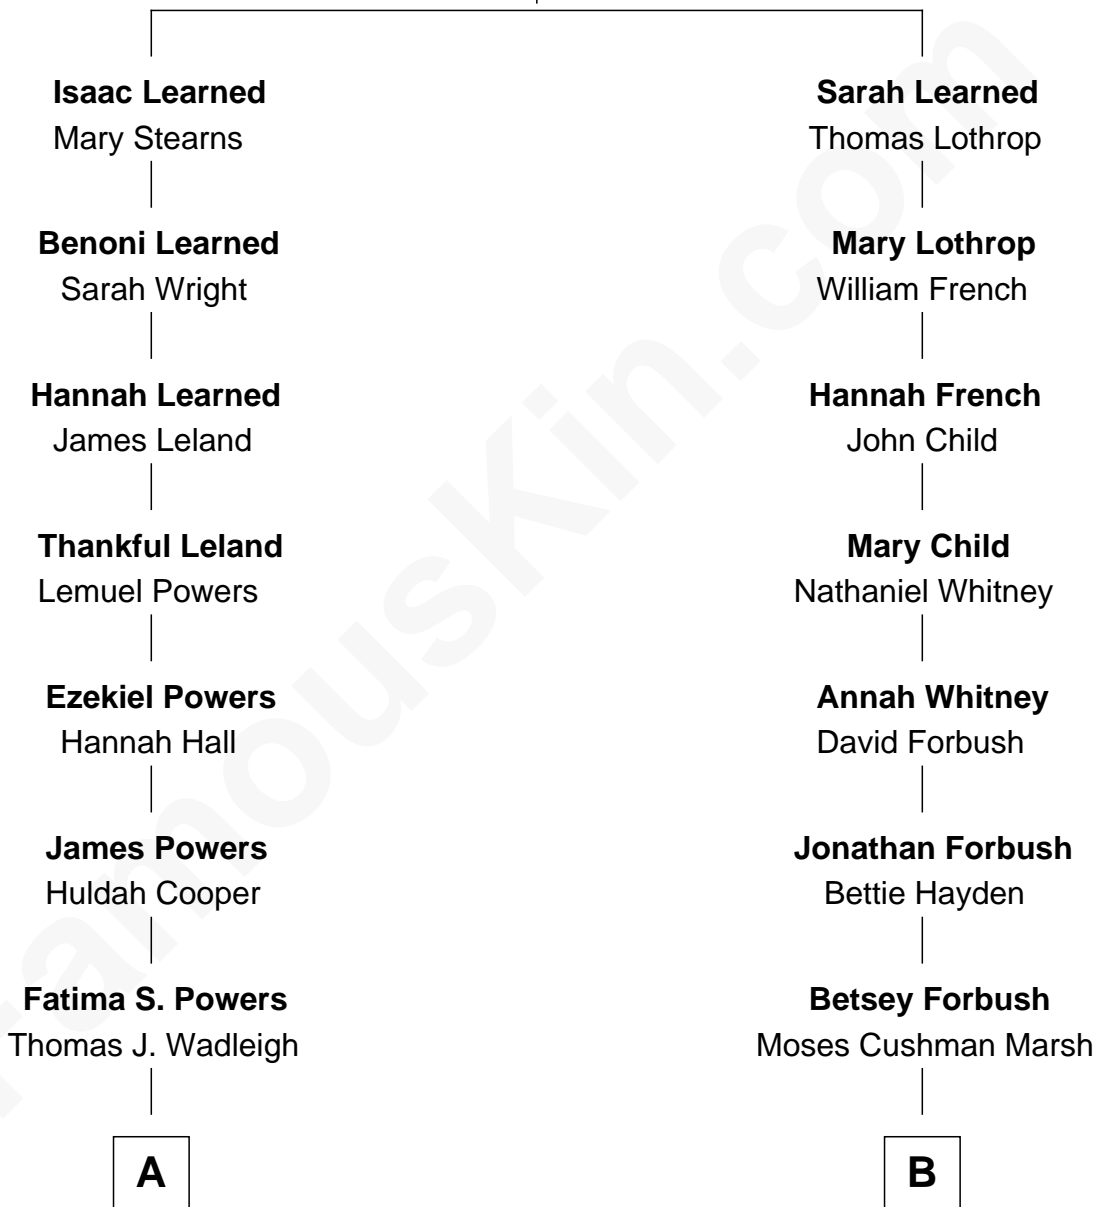 Isaac Learned
Mary Stearns
Sarah Learned
Thomas Lothrop
Benoni Learned
Sarah Wright
Mary Lothrop
William French
Hannah Learned
James Leland
Hannah French
John Child
Thankful Leland
Lemuel Powers
Mary Child
Nathaniel Whitney
Ezekiel Powers
Hannah Hall
Annah Whitney
David Forbush
James Powers
Huldah Cooper
Jonathan Forbush
Bettie Hayden
Fatima S. Powers
Thomas J. Wadleigh
Betsey Forbush
Moses Cushman Marsh
A
B
FamousKin.com